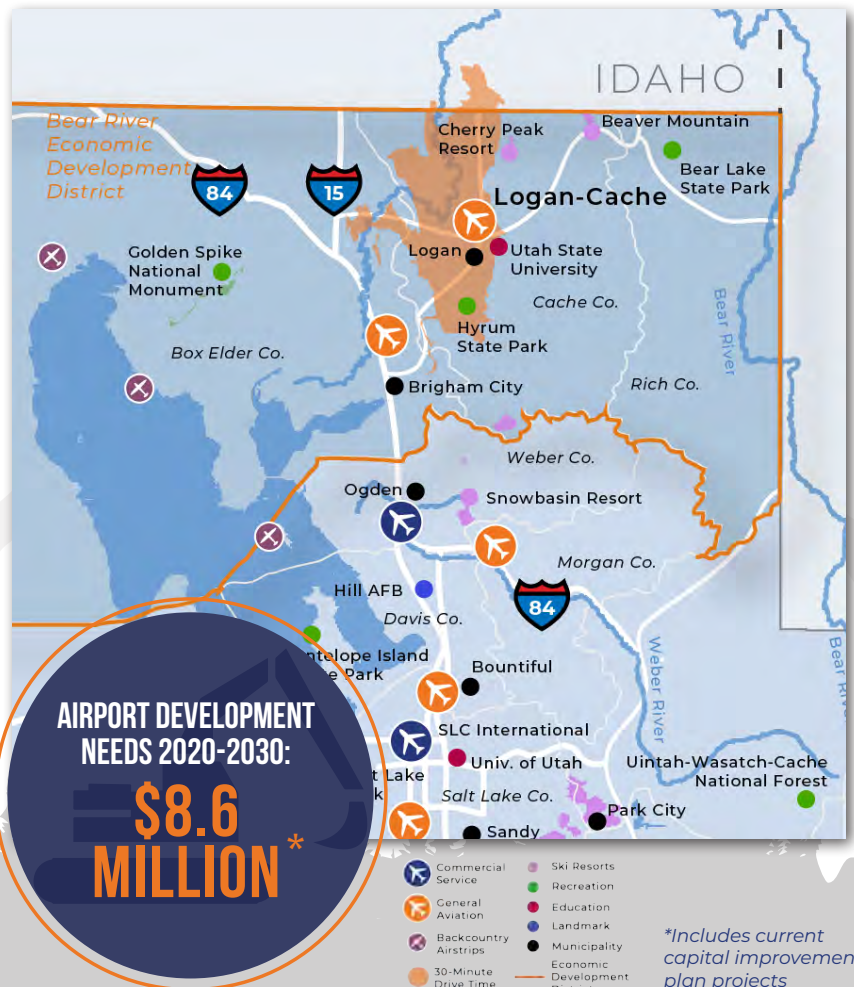 IDAHO
Bear River
Economic
Development
District
84
15
Cherry Peak
Resort
Beaver Mountain
Bear Lake
State Park
Logan-Cache
Golden Spike
National
Monument
Logan
Utah State
University
Cache Co.
Hyrum
State Park
Bear River
Box Elder Co.
Brigham City
Rich Co.
Weber Co.
Ogden
Snowbasin Resort
Morgan Co.
Hill AFB
84
Davis Co.
Weber River
Bear
ntelope Island
e Park
Bountiful
SLC International
Univ. of Utah
t Lake
k
Salt Lake Co.
Uintah-Wasatch-Cache
National Forest
Park City
Sandy
AIRPORT DEVELOPMENT
NEEDS 2020-2030:
$8.6
MILLION*
Commercial
Service
General
Aviation
Backcountry
Airstrips
30-Minute
Drive Time
Ski Resorts
Recreation
Education
Landmark
Municipality
Economic
Development
*Includes current
capital improvemen
plan projects